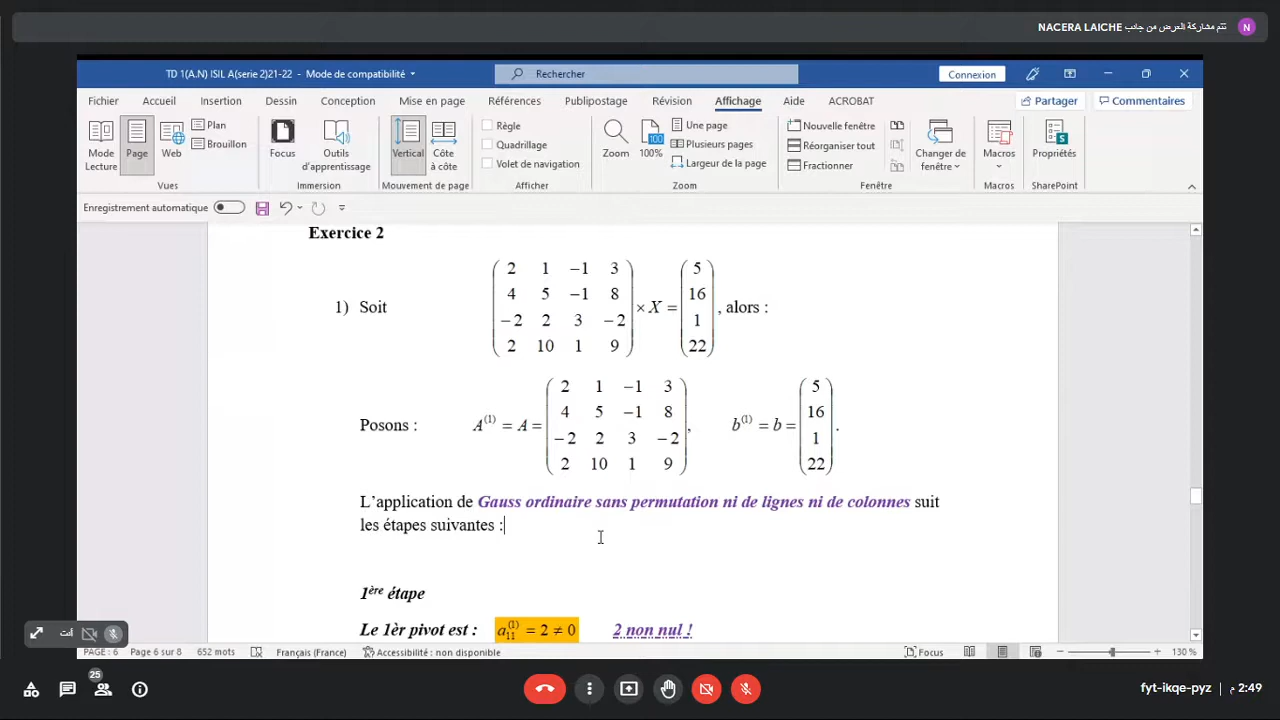 تتم مشاركة العرض من جانب NACERA LAICHE N
TD 1(A.N) ISIL A(serie 2)21-22 - Mode de compatibilité
Rechercher
Connexion
Fichier Accueil Insertion Dessin Conception Mise en page Références Publipostage Révision Affichage Aide ACROBAT Partager Commentaires
Mode Lecture Page Web Plan Brouillon
Focus Outils d'apprentissage
Vertical Côte à côte
Règle Quadrillage Volet de navigation
Zoom 100 100% Une page Plusieurs pages Largeur de la page
Nouvelle fenêtre Réorganiser tout Fractionner Changer de fenêtre
Macros Propriétés
Vues Immersion Mouvement de page Afficher Zoom Fenêtre Macros SharePoint
Enregistrement automatique
Exercice 2
2 1 −1 3 5
4 5 −1 8 16
1) Soit × X = , alors :
−2 2 3 −2 1
2 10 1 9 22
2 1 −1 3 5
4 5 −1 8 16
Posons : A(1) = A = , b(1) = b = .
−2 2 3 −2 1
2 10 1 9 22
L'application de Gauss ordinaire sans permutation ni de lignes ni de colonnes suit
les étapes suivantes :
1ère étape
Le 1èr pivot est : a11(1) = 2 ≠ 0 2 non nul !
أنت
PAGE : 6 Page 6 sur 8 652 mots Français (France) Accessibilité : non disponible Focus 130 %
25
fyt-ikqe-pyz | 2:49 م